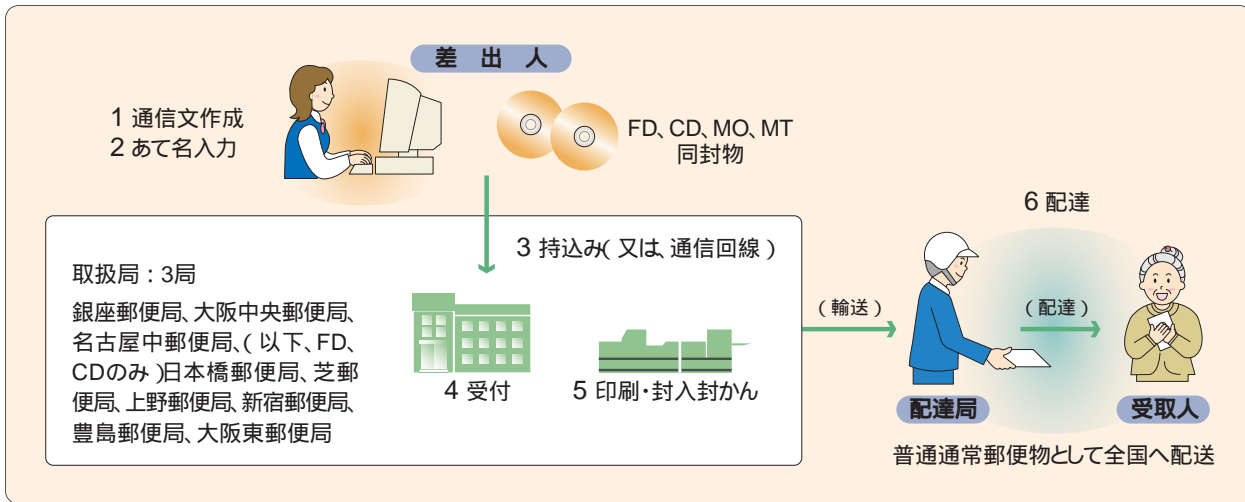 差出人
1 通信文作成
2 あて名入力
FD、CD、MO、MT
同封物
3 持込み(又は、通信回線)
取扱局：3局
銀座郵便局、大阪中央郵便局、
名古屋中郵便局、(以下、FD、
CDのみ)日本橋郵便局、芝郵
便局、上野郵便局、新宿郵便局、
豊島郵便局、大阪東郵便局
4 受付
5 印刷・封入封かん
(輸送)
6 配達
(配達)
配達局
受取人
普通通常郵便物として全国へ配送